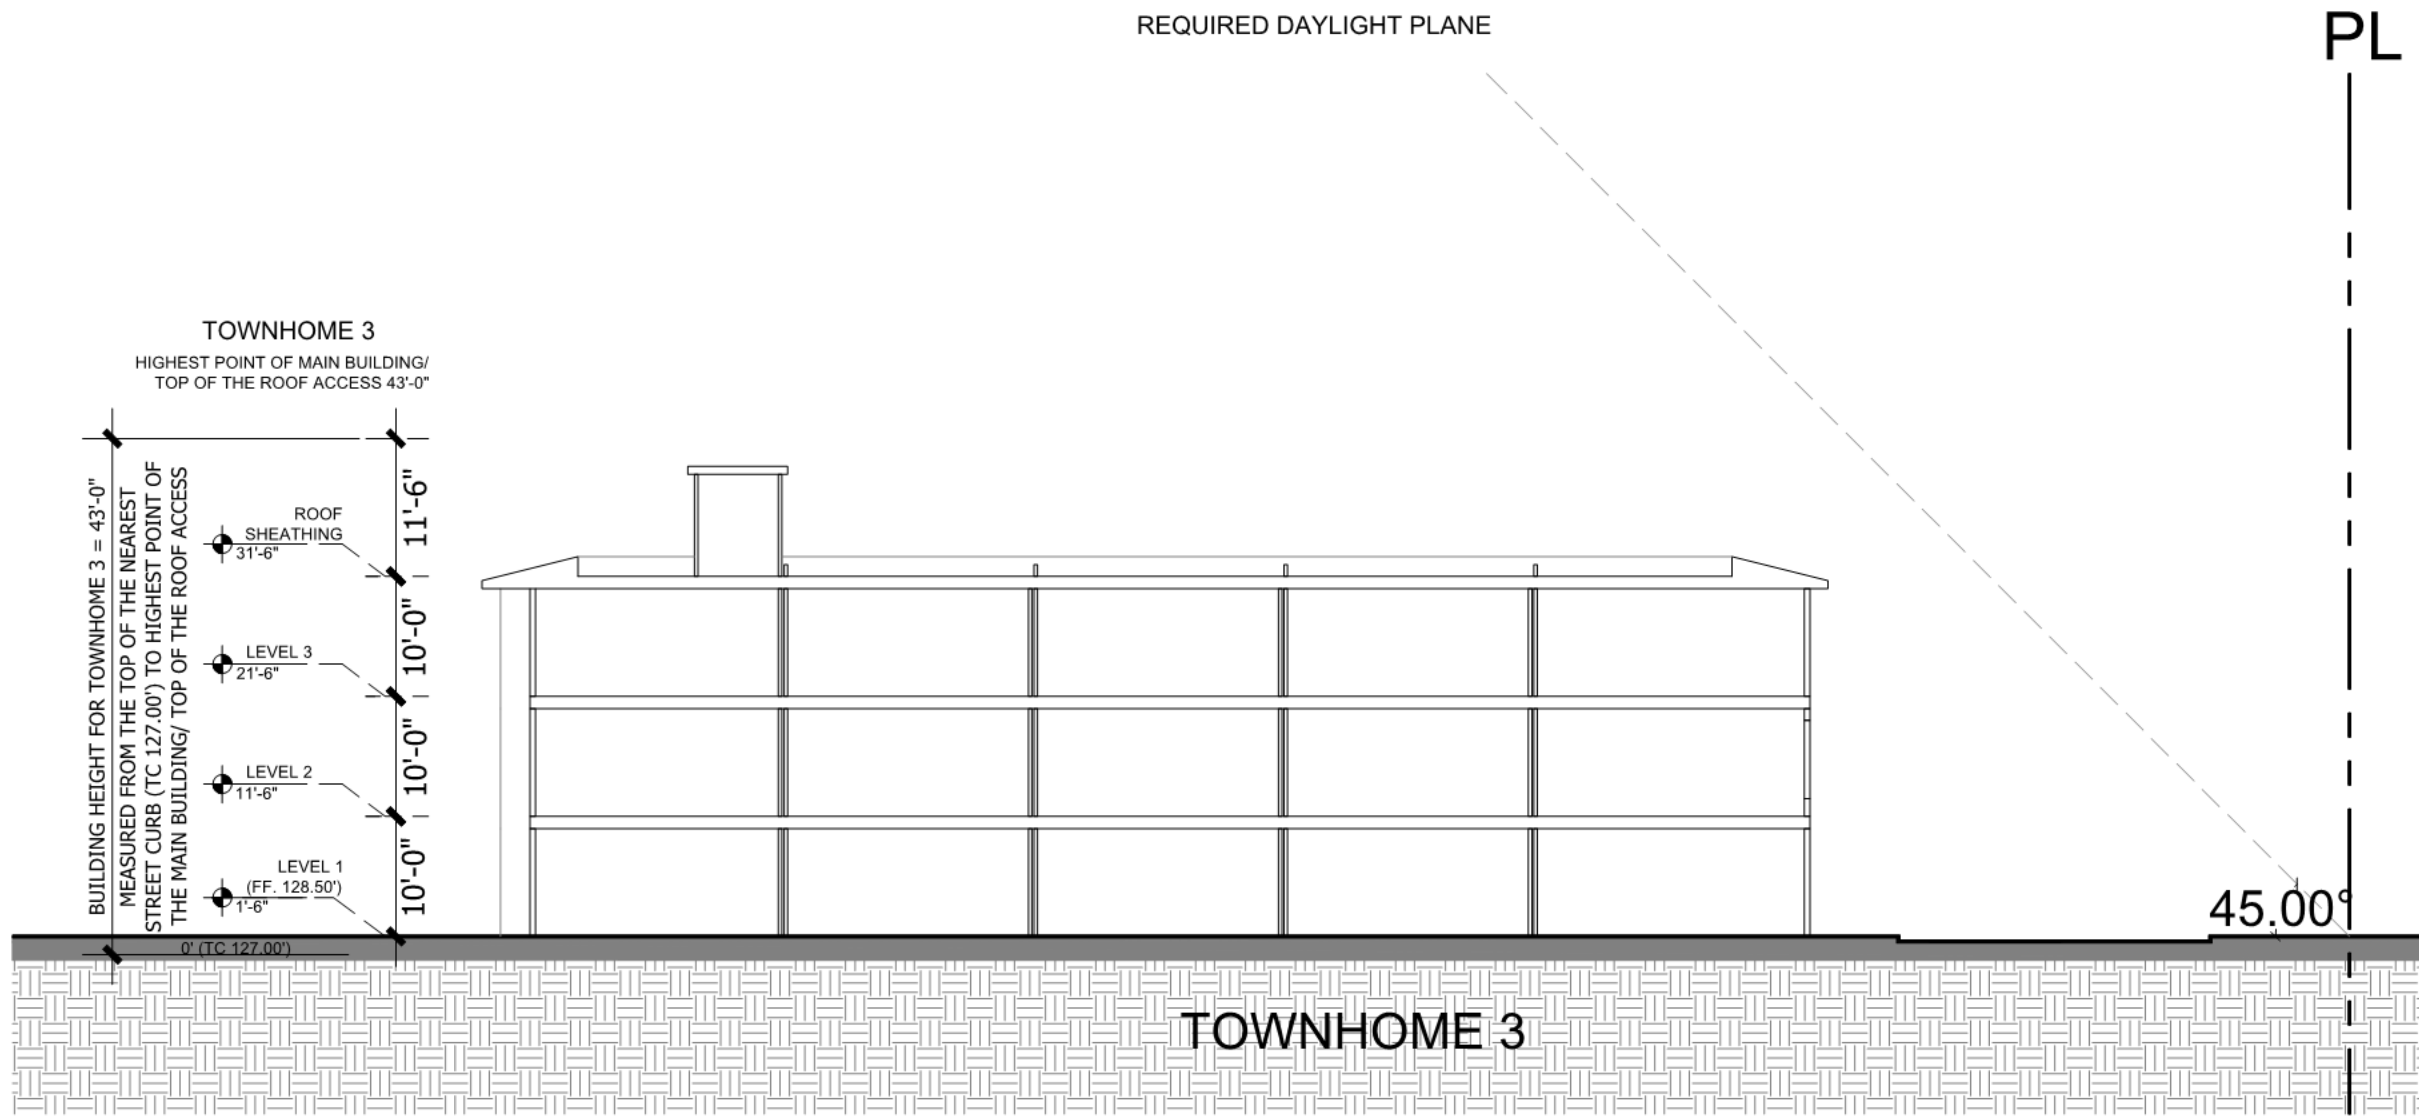 REQUIRED DAYLIGHT PLANE
PL
TOWNHOME 3
HIGHEST POINT OF MAIN BUILDING/
TOP OF THE ROOF ACCESS 43'-0"
BUILDING HEIGHT FOR TOWNHOME 3 = 43'-0"
MEASURED FROM THE TOP OF THE NEAREST
STREET CURB (TC 127.00') TO HIGHEST POINT OF
THE MAIN BUILDING/ TOP OF THE ROOF ACCESS
ROOF
SHEATHING
31'-6"
LEVEL 3
21'-6"
LEVEL 2
11'-6"
LEVEL 1
(FF. 128.50')
1'-6"
0' (TC 127.00')
11'-6"
10'-0"
10'-0"
10'-0"
45.00°
TOWNHOME 3